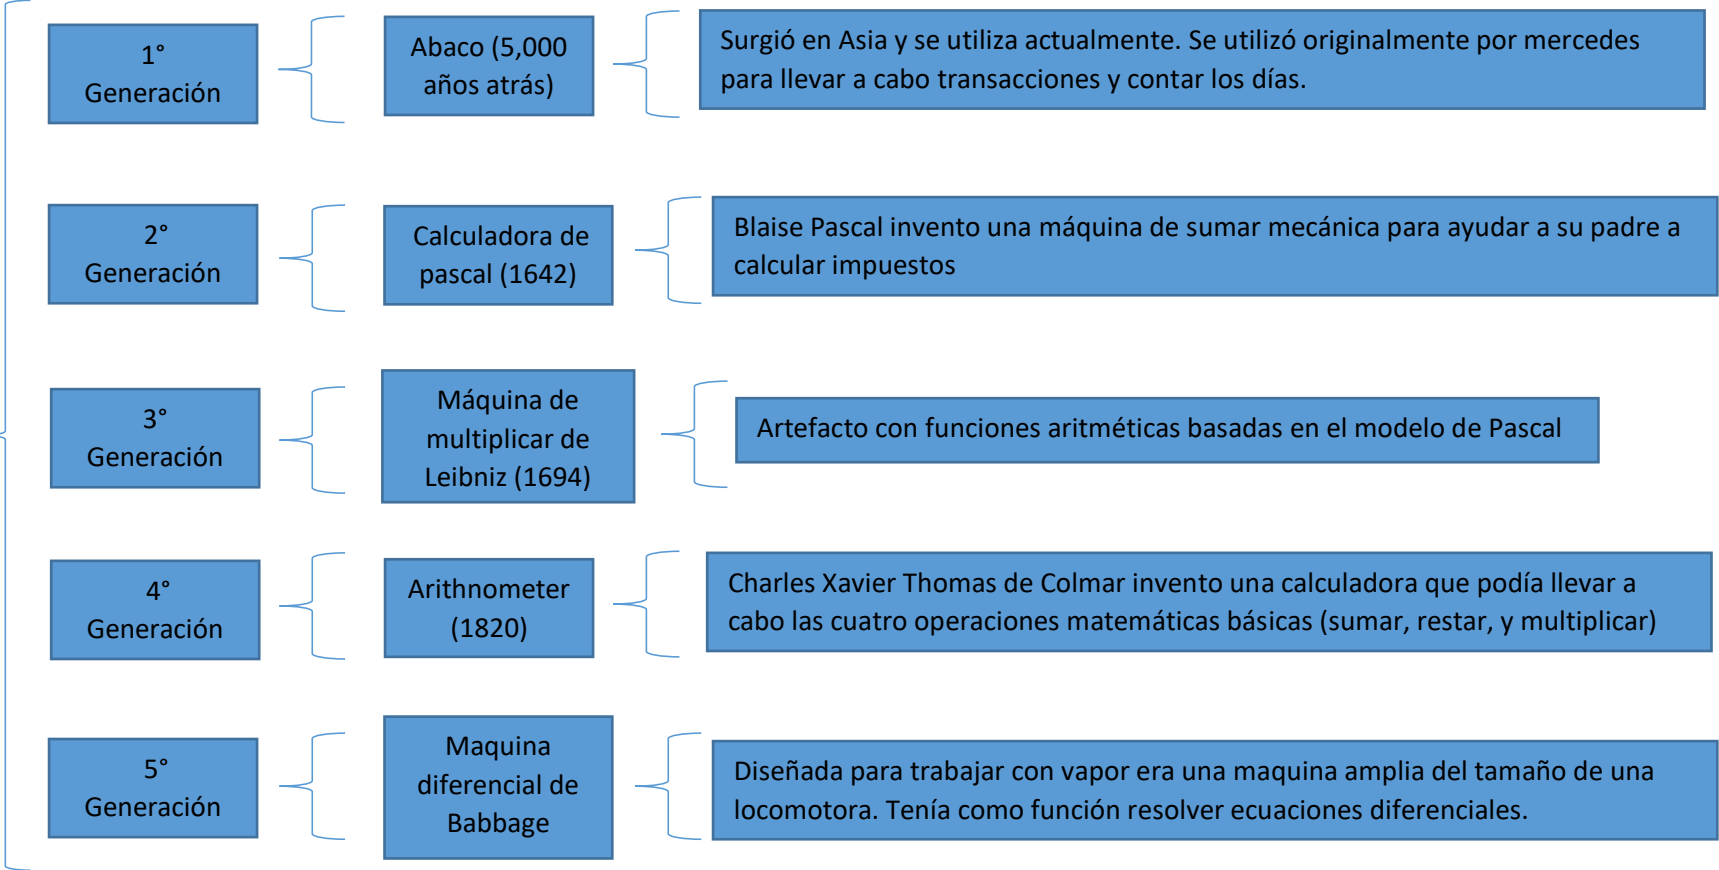 1°
Generación
Abaco (5,000
años atrás)
Surgió en Asia y se utiliza actualmente. Se utilizó originalmente por mercedes
para llevar a cabo transacciones y contar los días.
2°
Generación
Calculadora de
pascal (1642)
Blaise Pascal invento una máquina de sumar mecánica para ayudar a su padre a
calcular impuestos
3°
Generación
Máquina de
multiplicar de
Leibniz (1694)
Artefacto con funciones aritméticas basadas en el modelo de Pascal
4°
Generación
Arithnometer
(1820)
Charles Xavier Thomas de Colmar invento una calculadora que podía llevar a
cabo las cuatro operaciones matemáticas básicas (sumar, restar, y multiplicar)
5°
Generación
Maquina
diferencial de
Babbage
Diseñada para trabajar con vapor era una maquina amplia del tamaño de una
locomotora. Tenía como función resolver ecuaciones diferenciales.